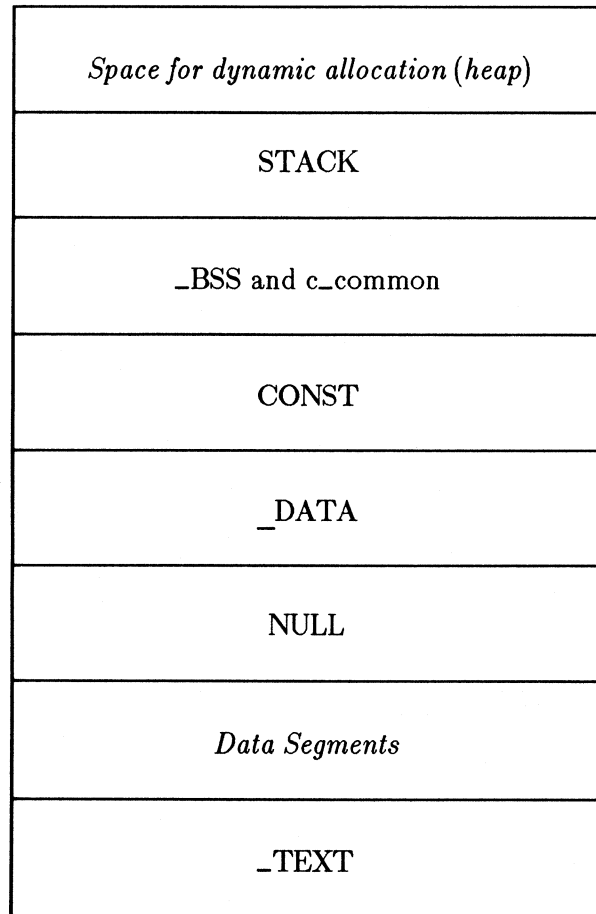 Space for dynamic allocation (heap)
STACK
_BSS and c_common
CONST
_DATA
NULL
Data Segments
_TEXT